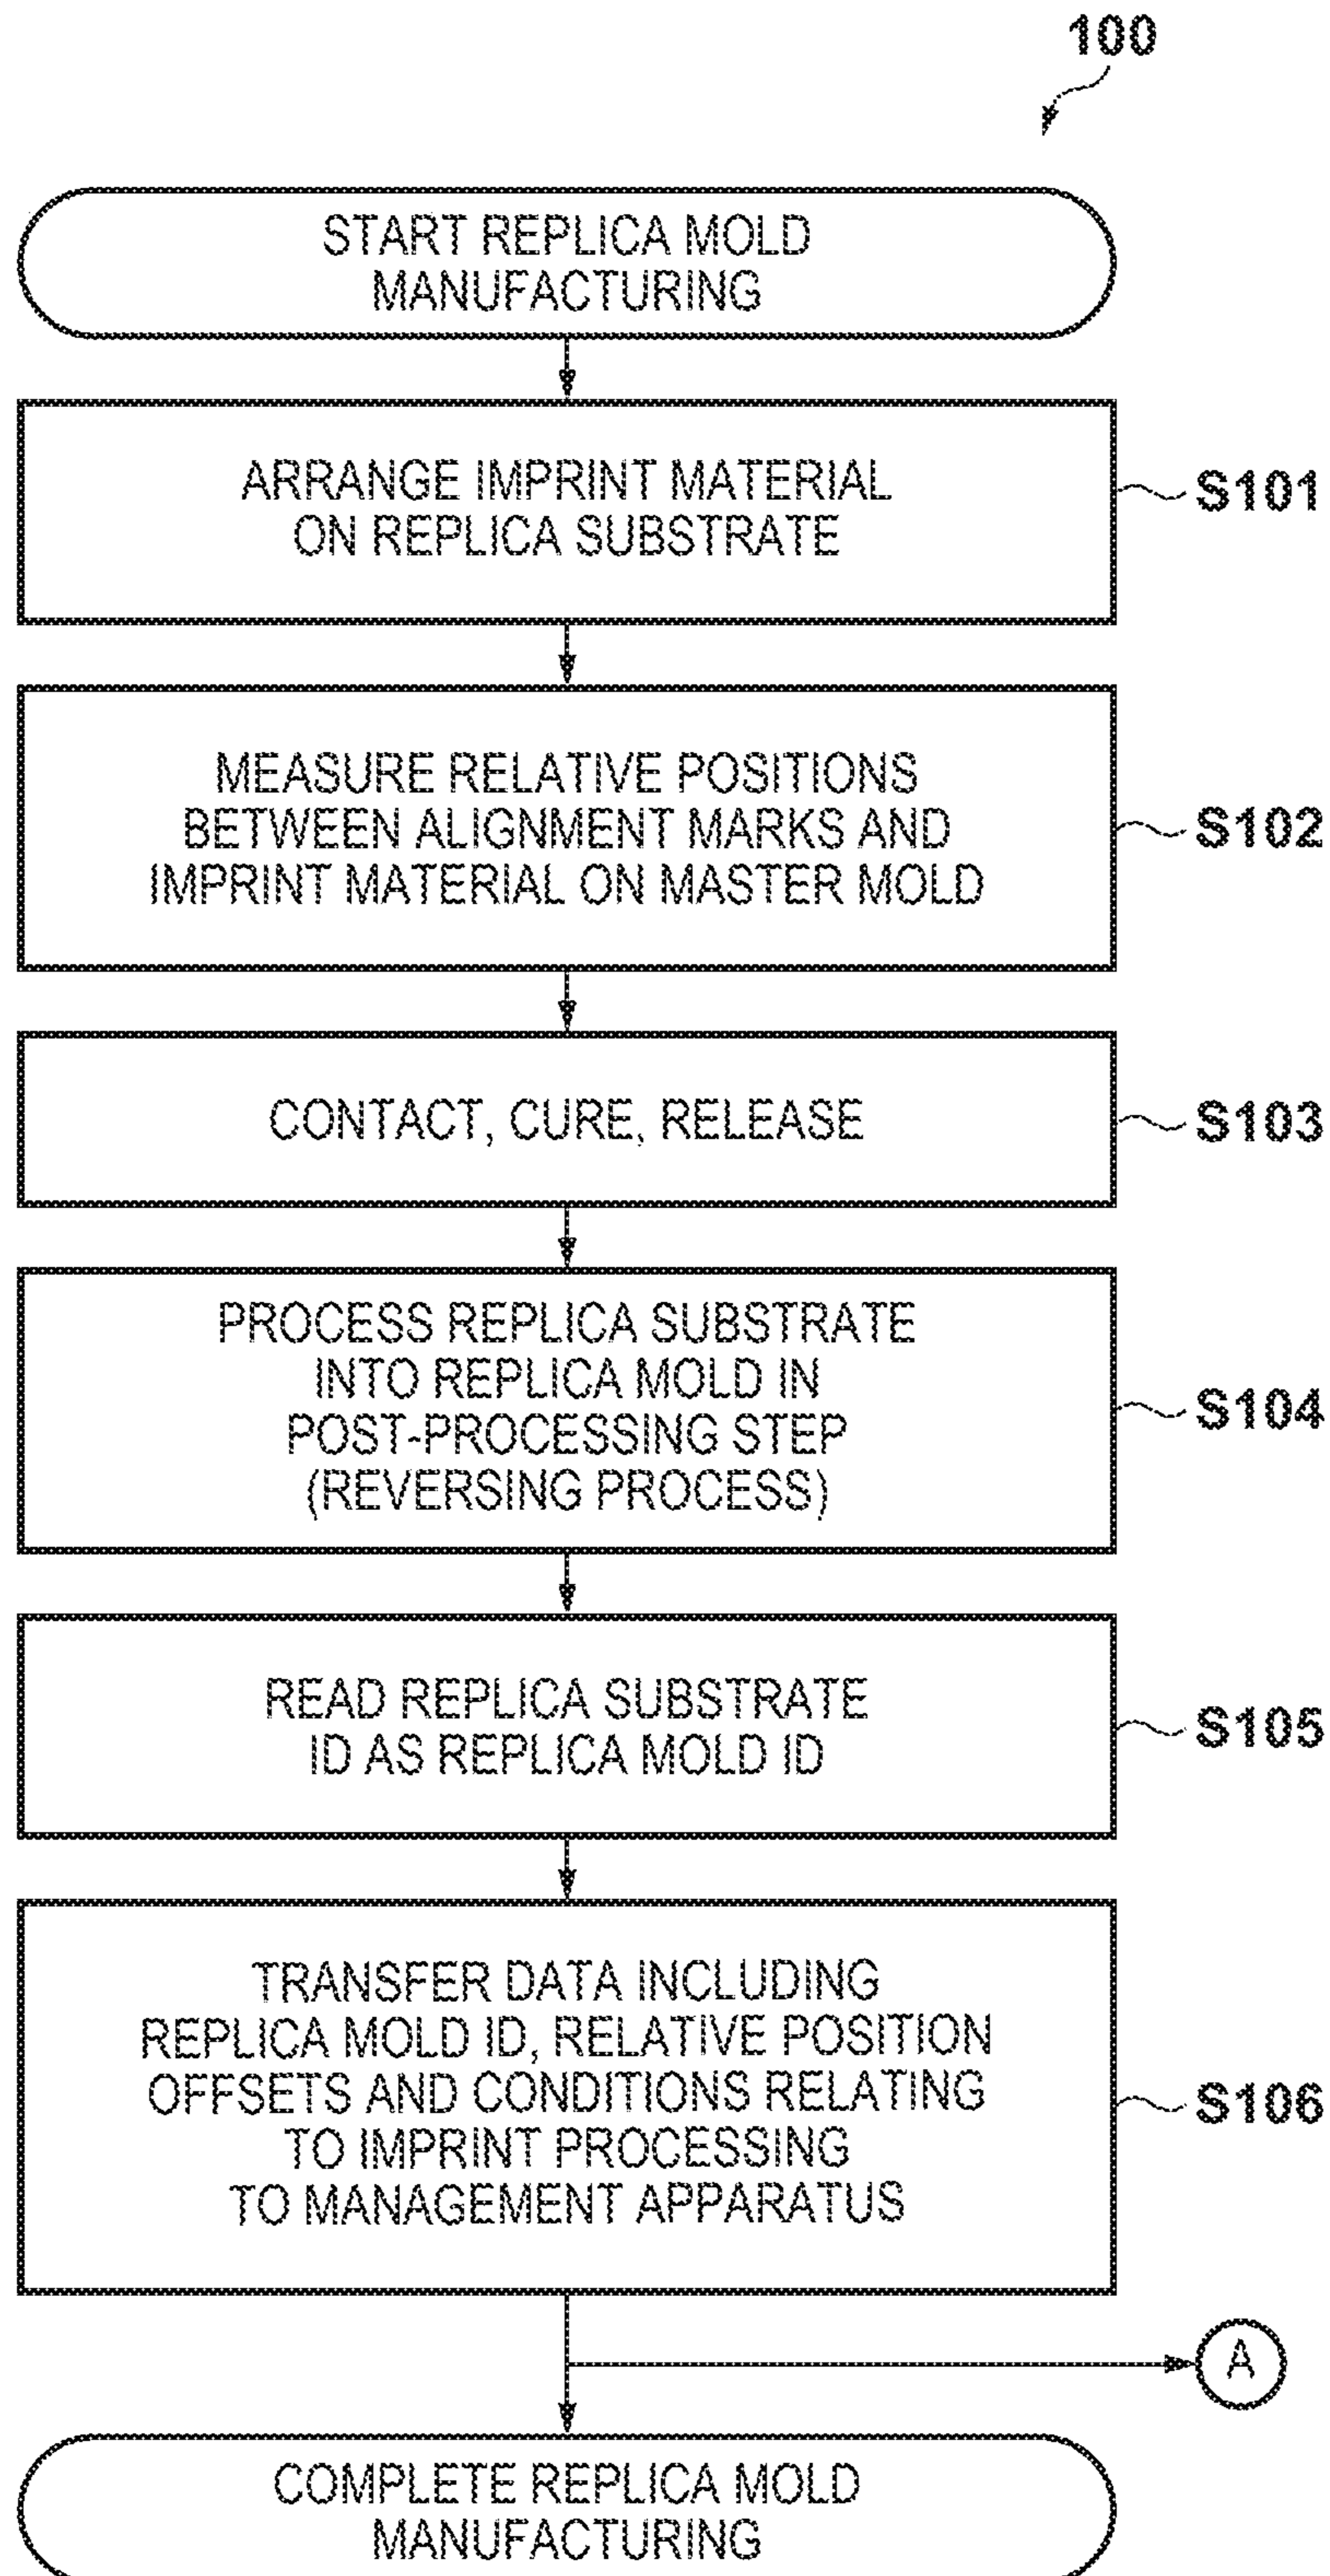 100
START REPLICA MOLD
MANUFACTURING
ARRANGE IMPRINT MATERIAL
ON REPLICA SUBSTRATE
S101
MEASURE RELATIVE POSITIONS
BETWEEN ALIGNMENT MARKS AND
IMPRINT MATERIAL ON MASTER MOLD
S102
CONTACT, CURE, RELEASE
S103
PROCESS REPLICA SUBSTRATE
INTO REPLICA MOLD IN
POST-PROCESSING STEP
(REVERSING PROCESS)
S104
READ REPLICA SUBSTRATE
ID AS REPLICA MOLD ID
S105
TRANSFER DATA INCLUDING
REPLICA MOLD ID, RELATIVE POSITION
OFFSETS AND CONDITIONS RELATING
TO IMPRINT PROCESSING
TO MANAGEMENT APPARATUS
S106
A
COMPLETE REPLICA MOLD
MANUFACTURING